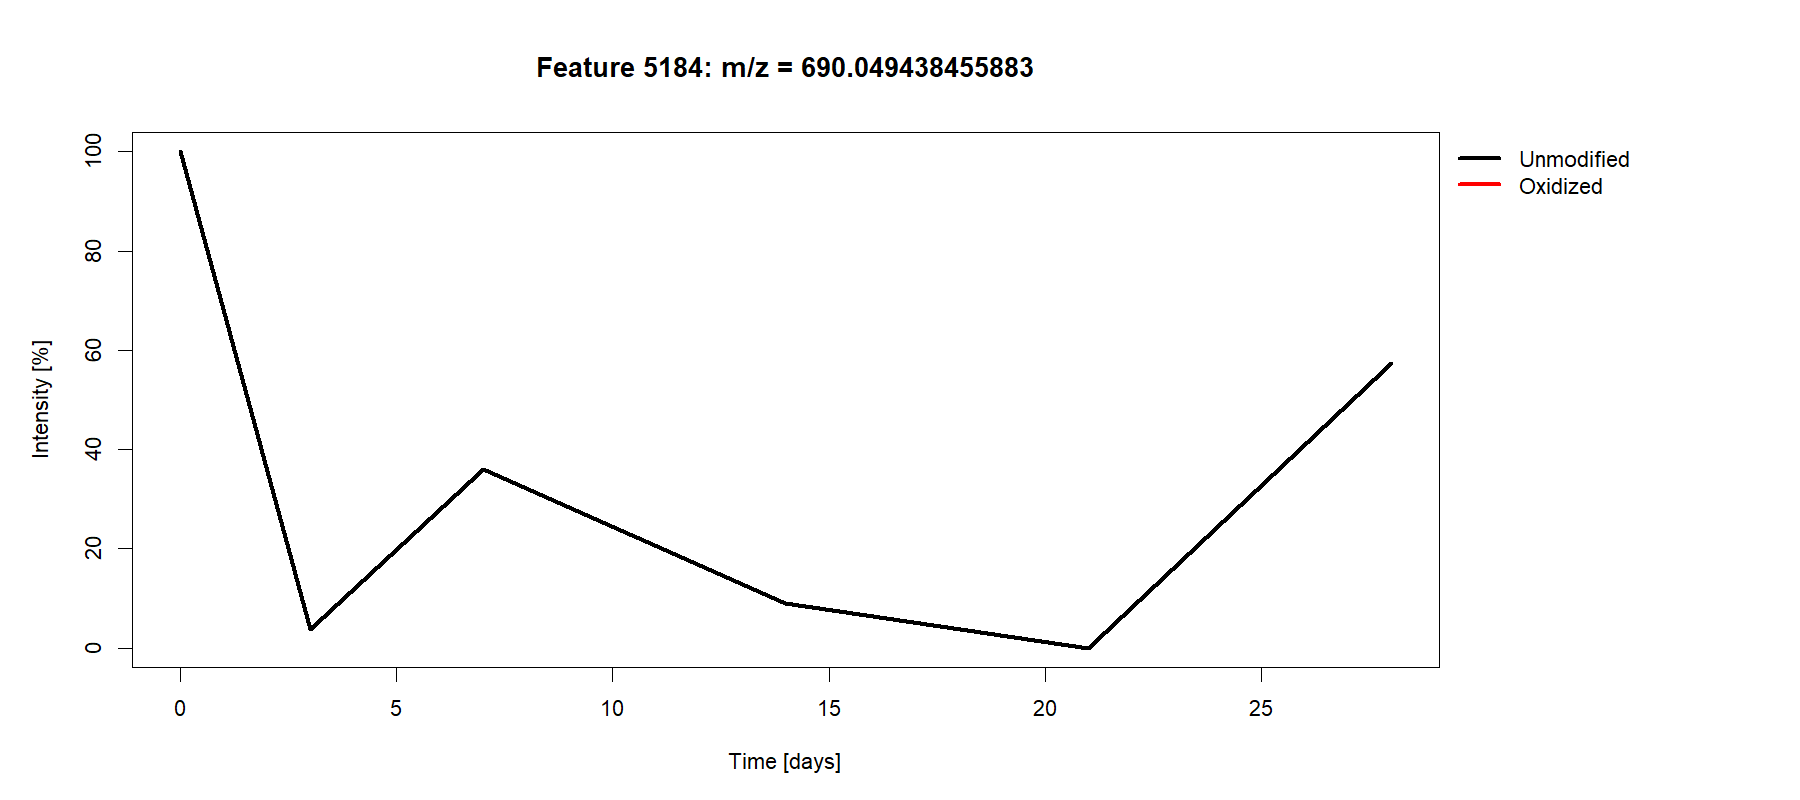 Feature 5184: m/z = 690.049438455883
Unmodified
Oxidized
Intensity [%]
100
80
60
40
20
0
0 5 10 15 20 25
Time [days]